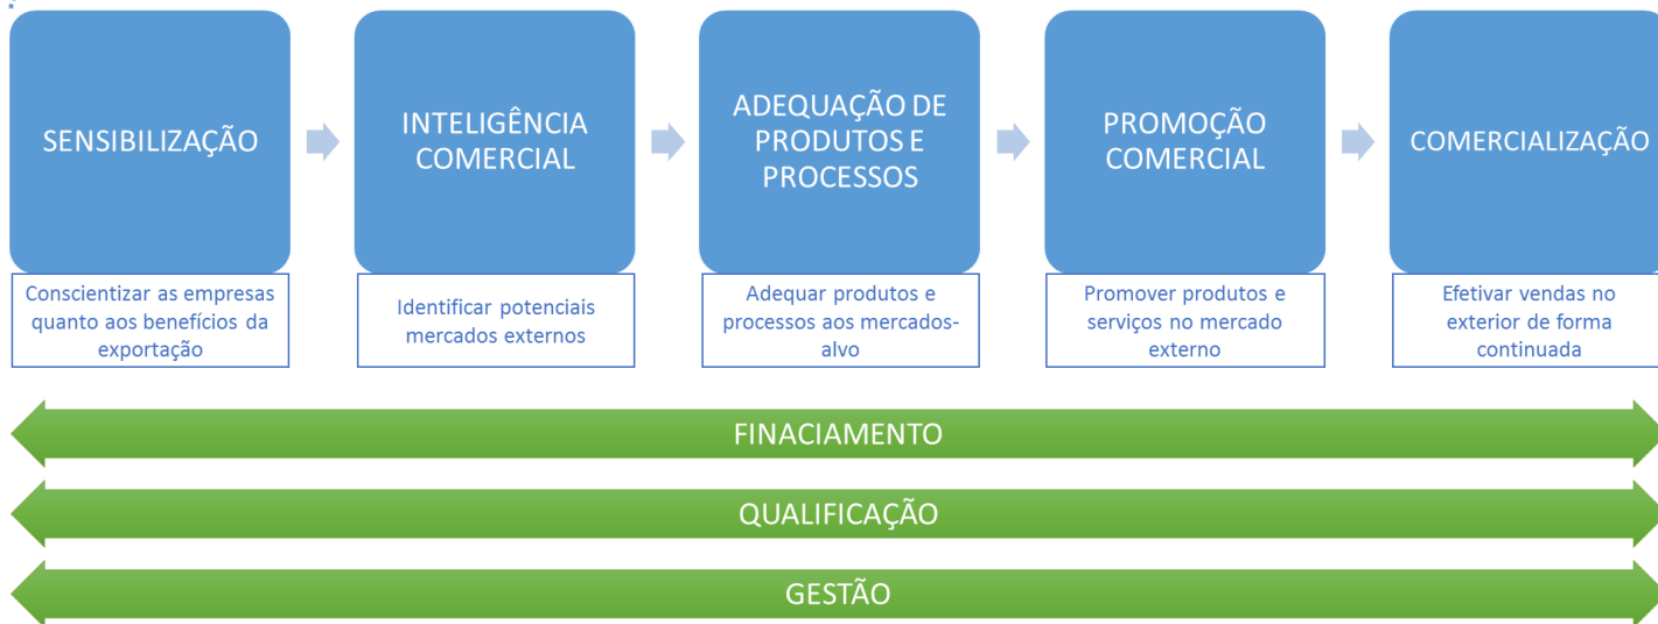 SENSIBILIZAÇÃO
INTELIGÊNCIA
COMERCIAL
ADEQUAÇÃO DE
PRODUTOS E
PROCESSOS
PROMOÇÃO
COMERCIAL
COMERCIALIZAÇÃO
Conscientizar as empresas
quanto aos benefícios da
exportação
Identificar potenciais
mercados externos
Adequar produtos e
processos aos mercados-
alvo
Promover produtos e
serviços no mercado
externo
Efetivar vendas no
exterior de forma
continuada
FINACIAMENTO
QUALIFICAÇÃO
GESTÃO